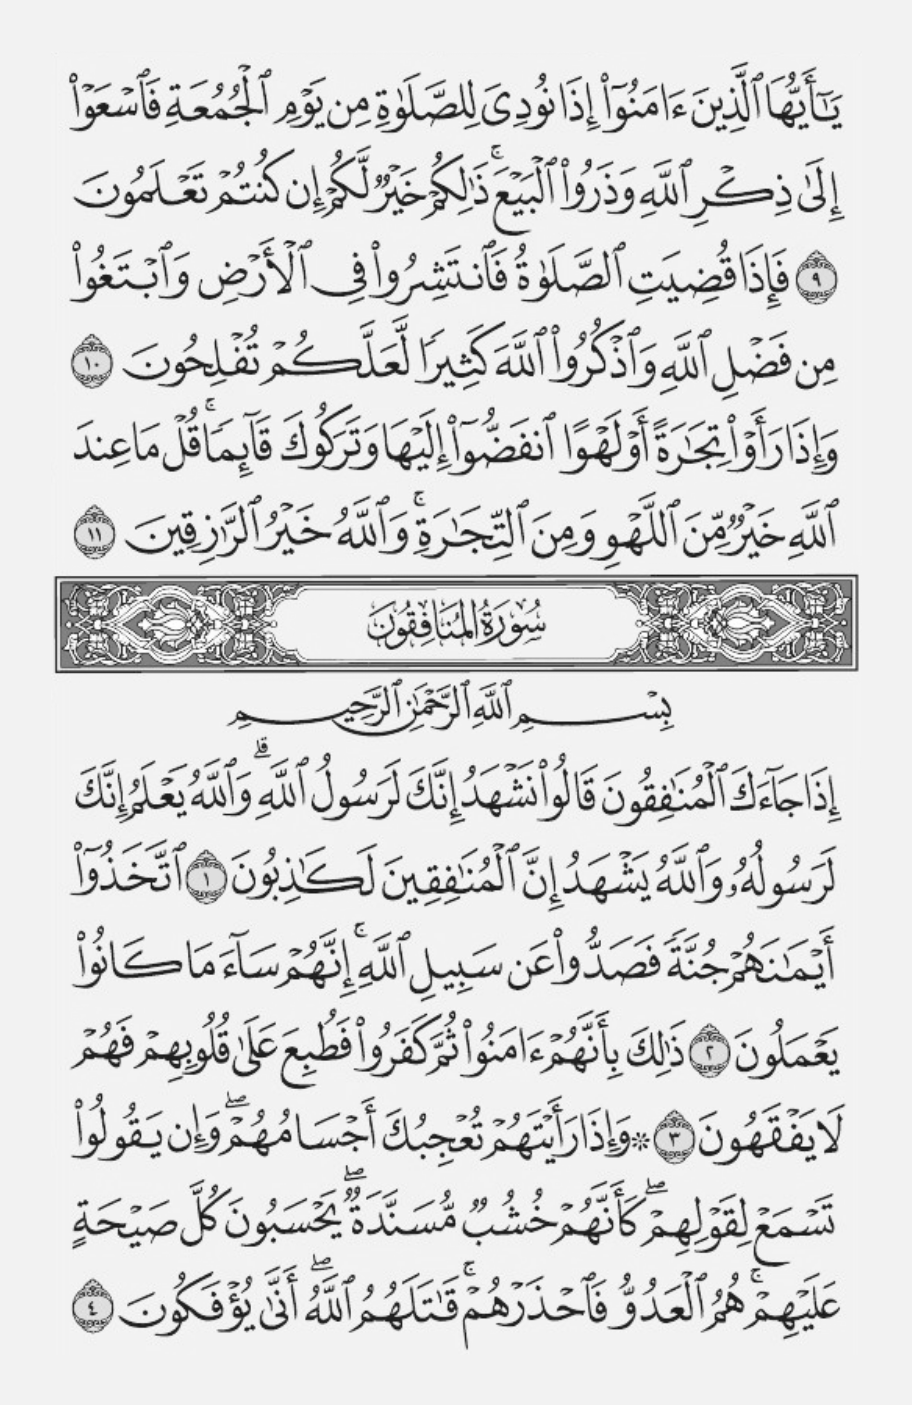 يَٰٓأَيُّهَا ٱلَّذِينَ ءَامَنُوٓا۟ إِذَا نُودِىَ لِلصَّلَوٰةِ مِن يَوْمِ ٱلْجُمُعَةِ فَٱسْعَوْا۟
إِلَىٰ ذِكْرِ ٱللَّهِ وَذَرُوا۟ ٱلْبَيْعَ ۚ ذَٰلِكُمْ خَيْرٌ لَّكُمْ إِن كُنتُمْ تَعْلَمُونَ
٩ فَإِذَا قُضِيَتِ ٱلصَّلَوٰةُ فَٱنتَشِرُوا۟ فِى ٱلْأَرْضِ وَٱبْتَغُوا۟
مِن فَضْلِ ٱللَّهِ وَٱذْكُرُوا۟ ٱللَّهَ كَثِيرًا لَّعَلَّكُمْ تُفْلِحُونَ ١٠
وَإِذَا رَأَوْا۟ تِجَٰرَةً أَوْ لَهْوًا ٱنفَضُّوٓا۟ إِلَيْهَا وَتَرَكُوكَ قَآئِمًا ۚ قُلْ مَا عِندَ
ٱللَّهِ خَيْرٌ مِّنَ ٱللَّهْوِ وَمِنَ ٱلتِّجَٰرَةِ ۚ وَٱللَّهُ خَيْرُ ٱلرَّٰزِقِينَ ١١
سُورَةُ المُنَافِقُونَ
بِسْمِ ٱللَّهِ ٱلرَّحْمَٰنِ ٱلرَّحِيمِ
إِذَا جَآءَكَ ٱلْمُنَٰفِقُونَ قَالُوا۟ نَشْهَدُ إِنَّكَ لَرَسُولُ ٱللَّهِ ۗ وَٱللَّهُ يَعْلَمُ إِنَّكَ
لَرَسُولُهُۥ وَٱللَّهُ يَشْهَدُ إِنَّ ٱلْمُنَٰفِقِينَ لَكَٰذِبُونَ ١ ٱتَّخَذُوٓا۟
أَيْمَٰنَهُمْ جُنَّةً فَصَدُّوا۟ عَن سَبِيلِ ٱللَّهِ ۚ إِنَّهُمْ سَآءَ مَا كَانُوا۟
يَعْمَلُونَ ٢ ذَٰلِكَ بِأَنَّهُمْ ءَامَنُوا۟ ثُمَّ كَفَرُوا۟ فَطُبِعَ عَلَىٰ قُلُوبِهِمْ فَهُمْ
لَا يَفْقَهُونَ ٣ ۞ وَإِذَا رَأَيْتَهُمْ تُعْجِبُكَ أَجْسَامُهُمْ ۖ وَإِن يَقُولُوا۟
تَسْمَعْ لِقَوْلِهِمْ ۖ كَأَنَّهُمْ خُشُبٌ مُّسَنَّدَةٌ ۖ يَحْسَبُونَ كُلَّ صَيْحَةٍ
عَلَيْهِمْ ۚ هُمُ ٱلْعَدُوُّ فَٱحْذَرْهُمْ ۚ قَٰتَلَهُمُ ٱللَّهُ ۖ أَنَّىٰ يُؤْفَكُونَ ٤